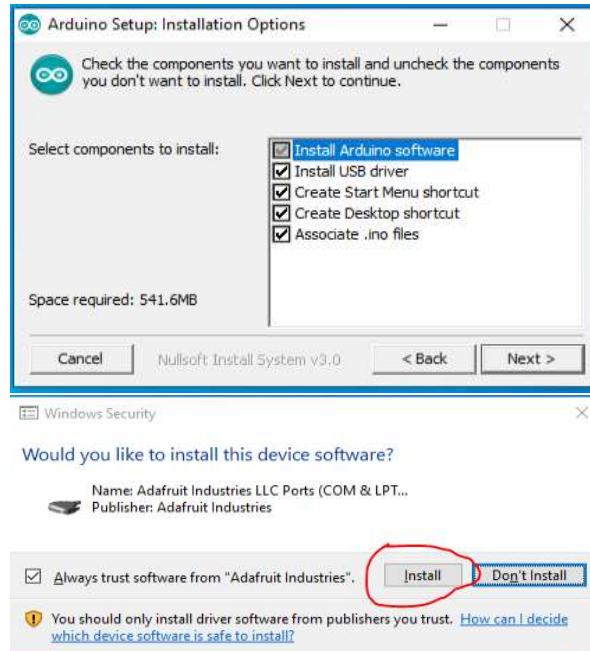 Arduino Setup: Installation Options
Check the components you want to install and uncheck the components
you don't want to install. Click Next to continue.
Select components to install:
Install Arduino software
Install USB driver
Create Start Menu shortcut
Create Desktop shortcut
Associate .ino files
Space required: 541.6MB
Cancel
Nullsoft Install System v3.0
< Back
Next >
Windows Security
Would you like to install this device software?
Name: Adafruit Industries LLC Ports (COM & LPT...
Publisher: Adafruit Industries
Always trust software from "Adafruit Industries".
Install
Don't Install
You should only install driver software from publishers you trust. How can I decide
which device software is safe to install?